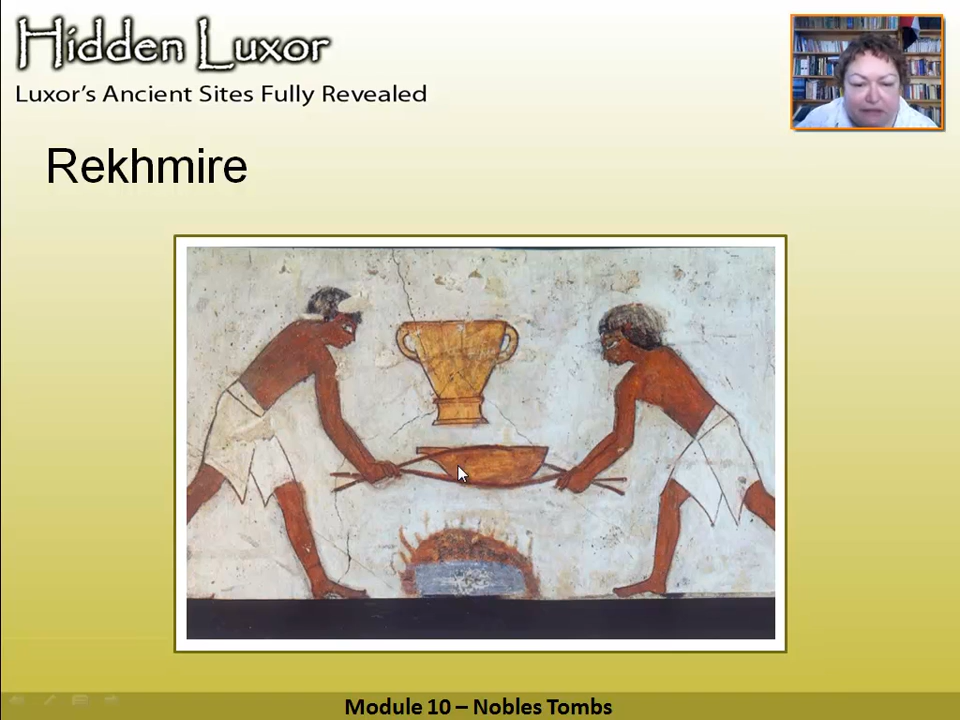 Hidden Luxor
Luxor's Ancient Sites Fully Revealed
Rekhmire
Module 10 – Nobles Tombs